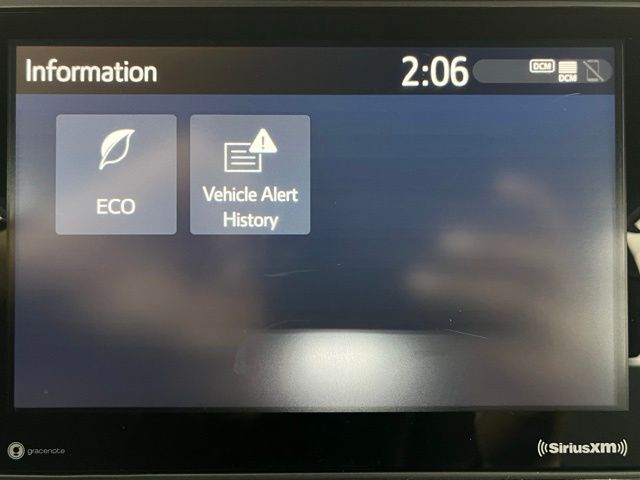 Information
2:06
DCM
DCM
ECO
Vehicle Alert
History
gracenote
SiriusXM